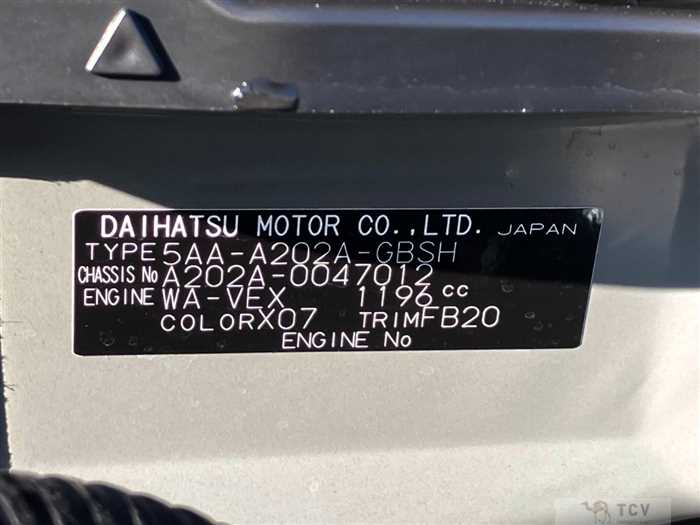 DAIHATSU MOTOR CO.,LTD. JAPAN
TYPE 5AA-A202A-GBSH
CHASSIS No A202A-0047012
ENGINE WA-VEX 1196 cc
COLOR X07 TRIM FB20
ENGINE No
TCV